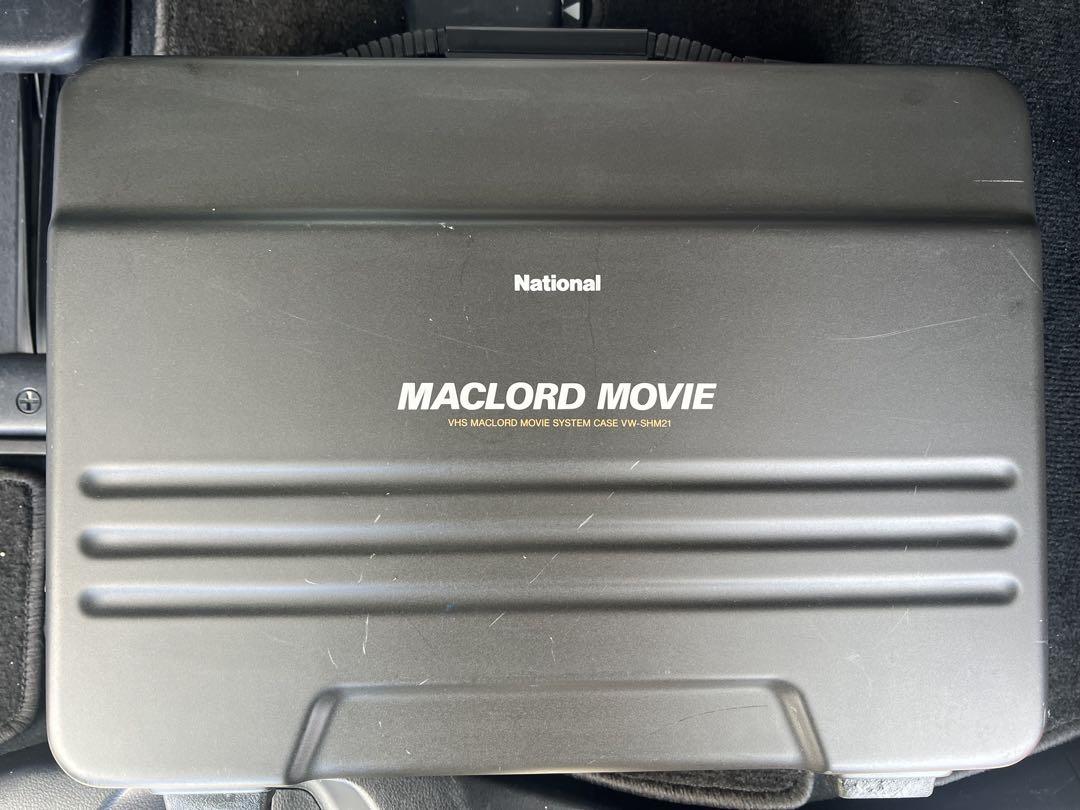 National
MACLORD MOVIE
VHS MACLORD MOVIE SYSTEM CASE VW-SHM21